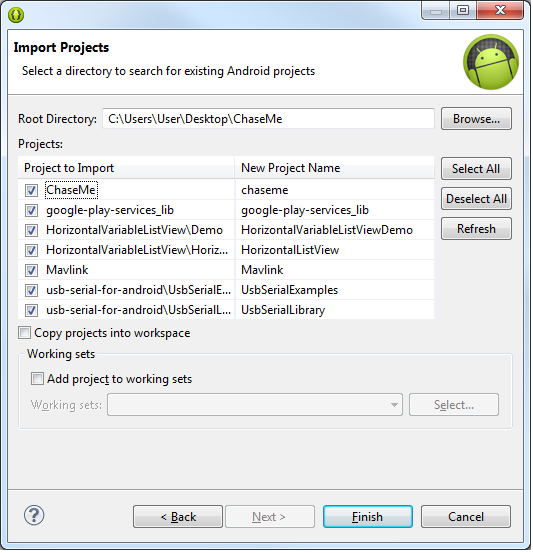 Import Projects
Select a directory to search for existing Android projects
Root Directory: C:\Users\User\Desktop\ChaseMe Browse...
Projects:
Project to Import New Project Name Select All
ChaseMe chaseme
google-play-services_lib google-play-services_lib Deselect All
HorizontalVariableListView\Demo HorizontalVariableListViewDemo Refresh
HorizontalVariableListView\Horiz... HorizontalListView
Mavlink Mavlink
usb-serial-for-android\UsbSerialE... UsbSerialExamples
usb-serial-for-android\UsbSerialL... UsbSerialLibrary
Copy projects into workspace
Working sets
Add project to working sets
Working sets: Select...
? < Back Next > Finish Cancel